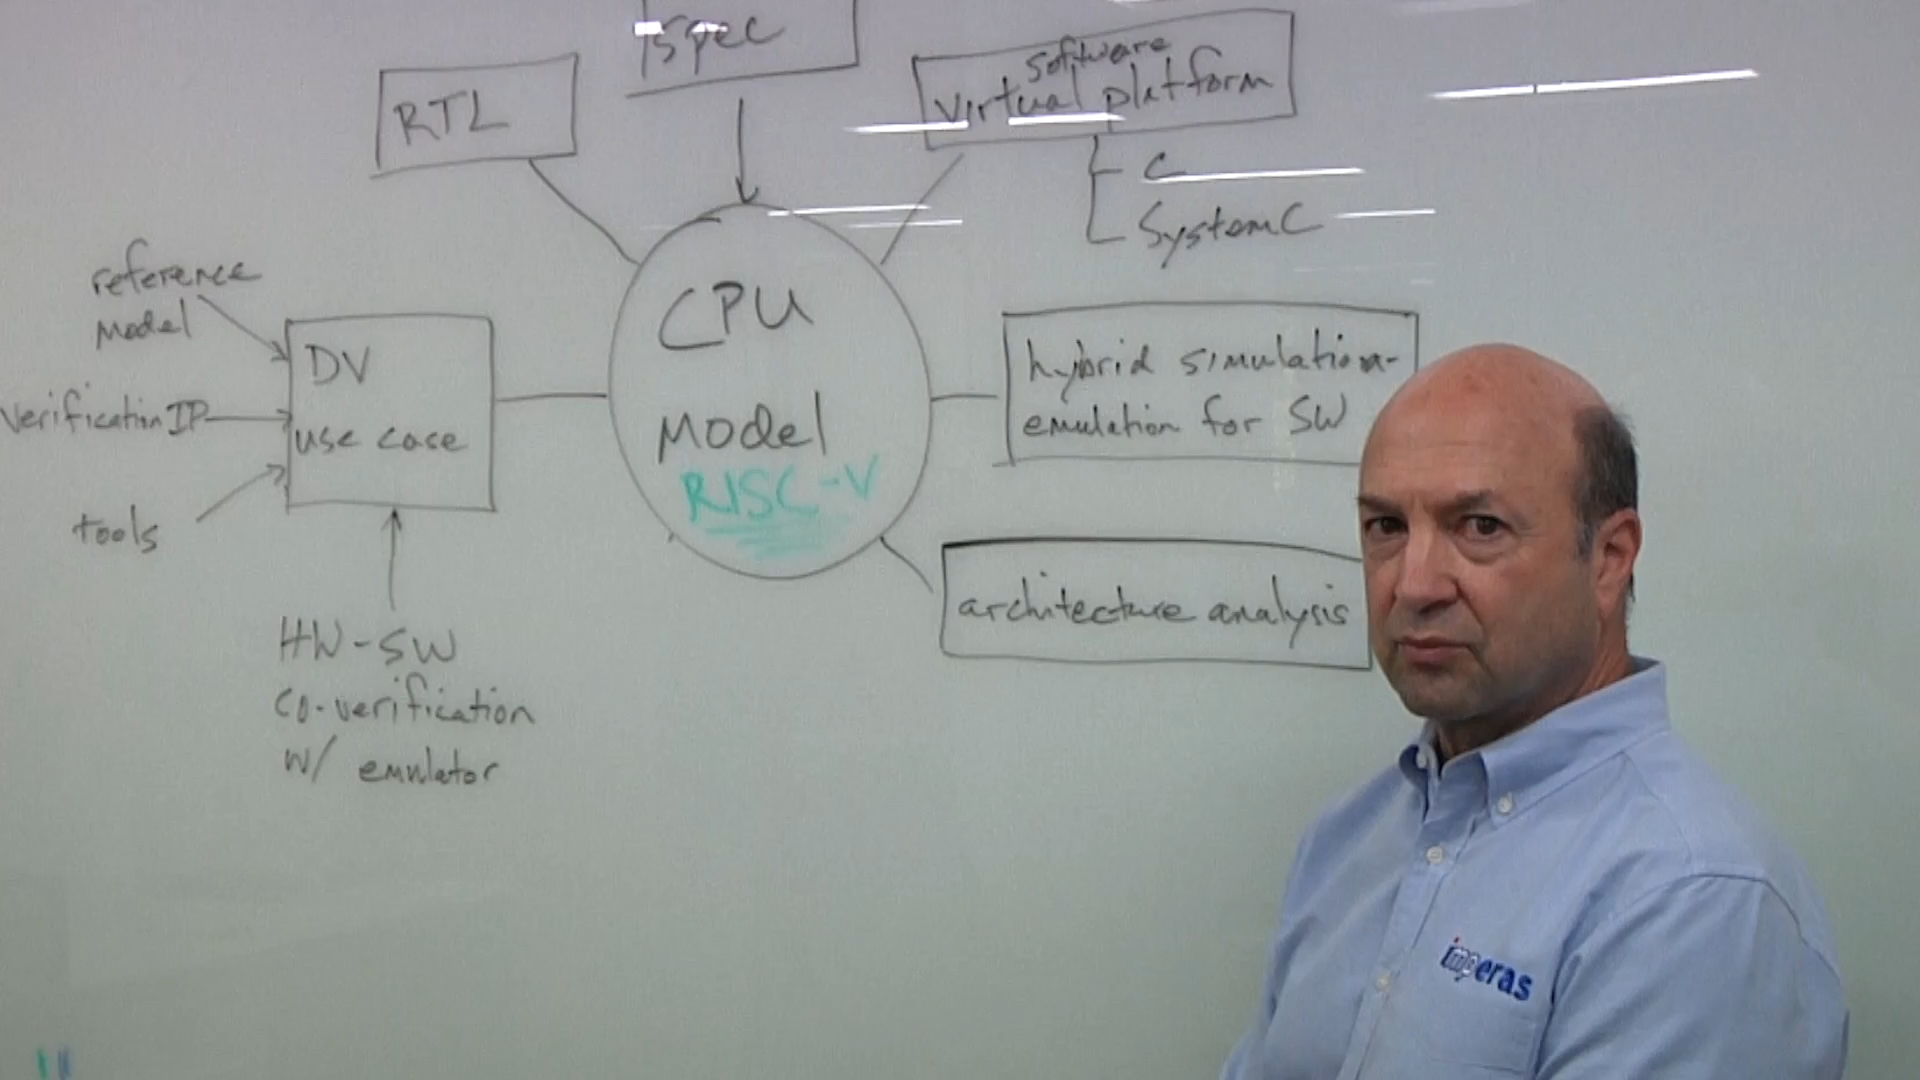 spec
RTL
software
virtual platform
C
SystemC
reference
model
verification IP
tools
DV
use case
CPU
Model
RISC-V
hybrid simulation-
emulation for SW
architecture analysis
HW-SW
co-verification
w/ emulator
imperas